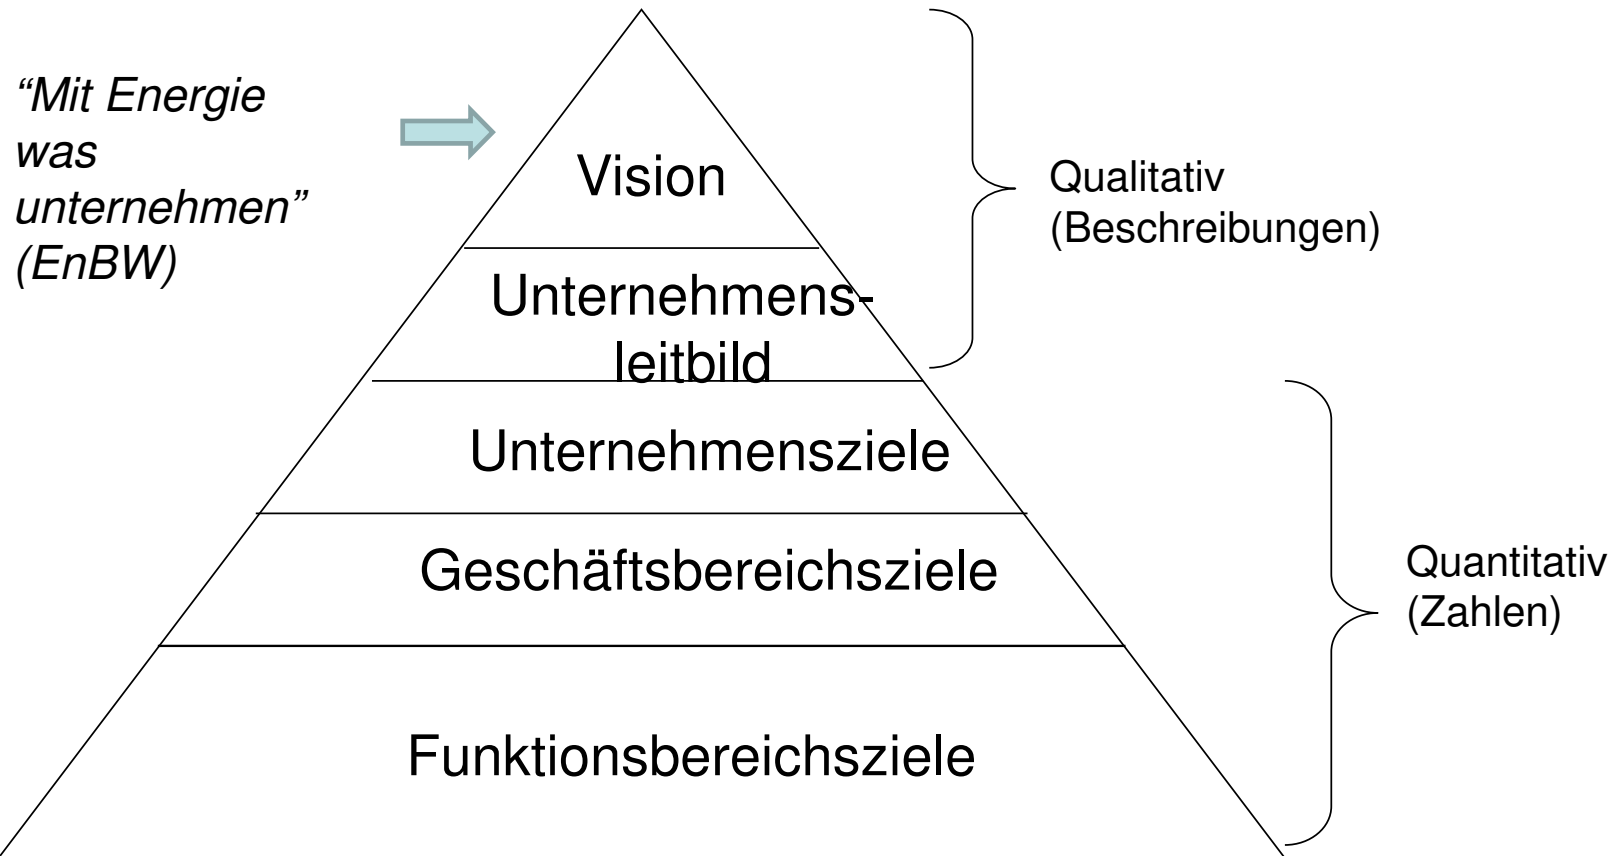 “Mit Energie
was
unternehmen”
(EnBW)
Vision
Qualitativ
(Beschreibungen)
Unternehmens-
leitbild
Unternehmensziele
Geschäftsbereichsziele
Quantitativ
(Zahlen)
Funktionsbereichsziele